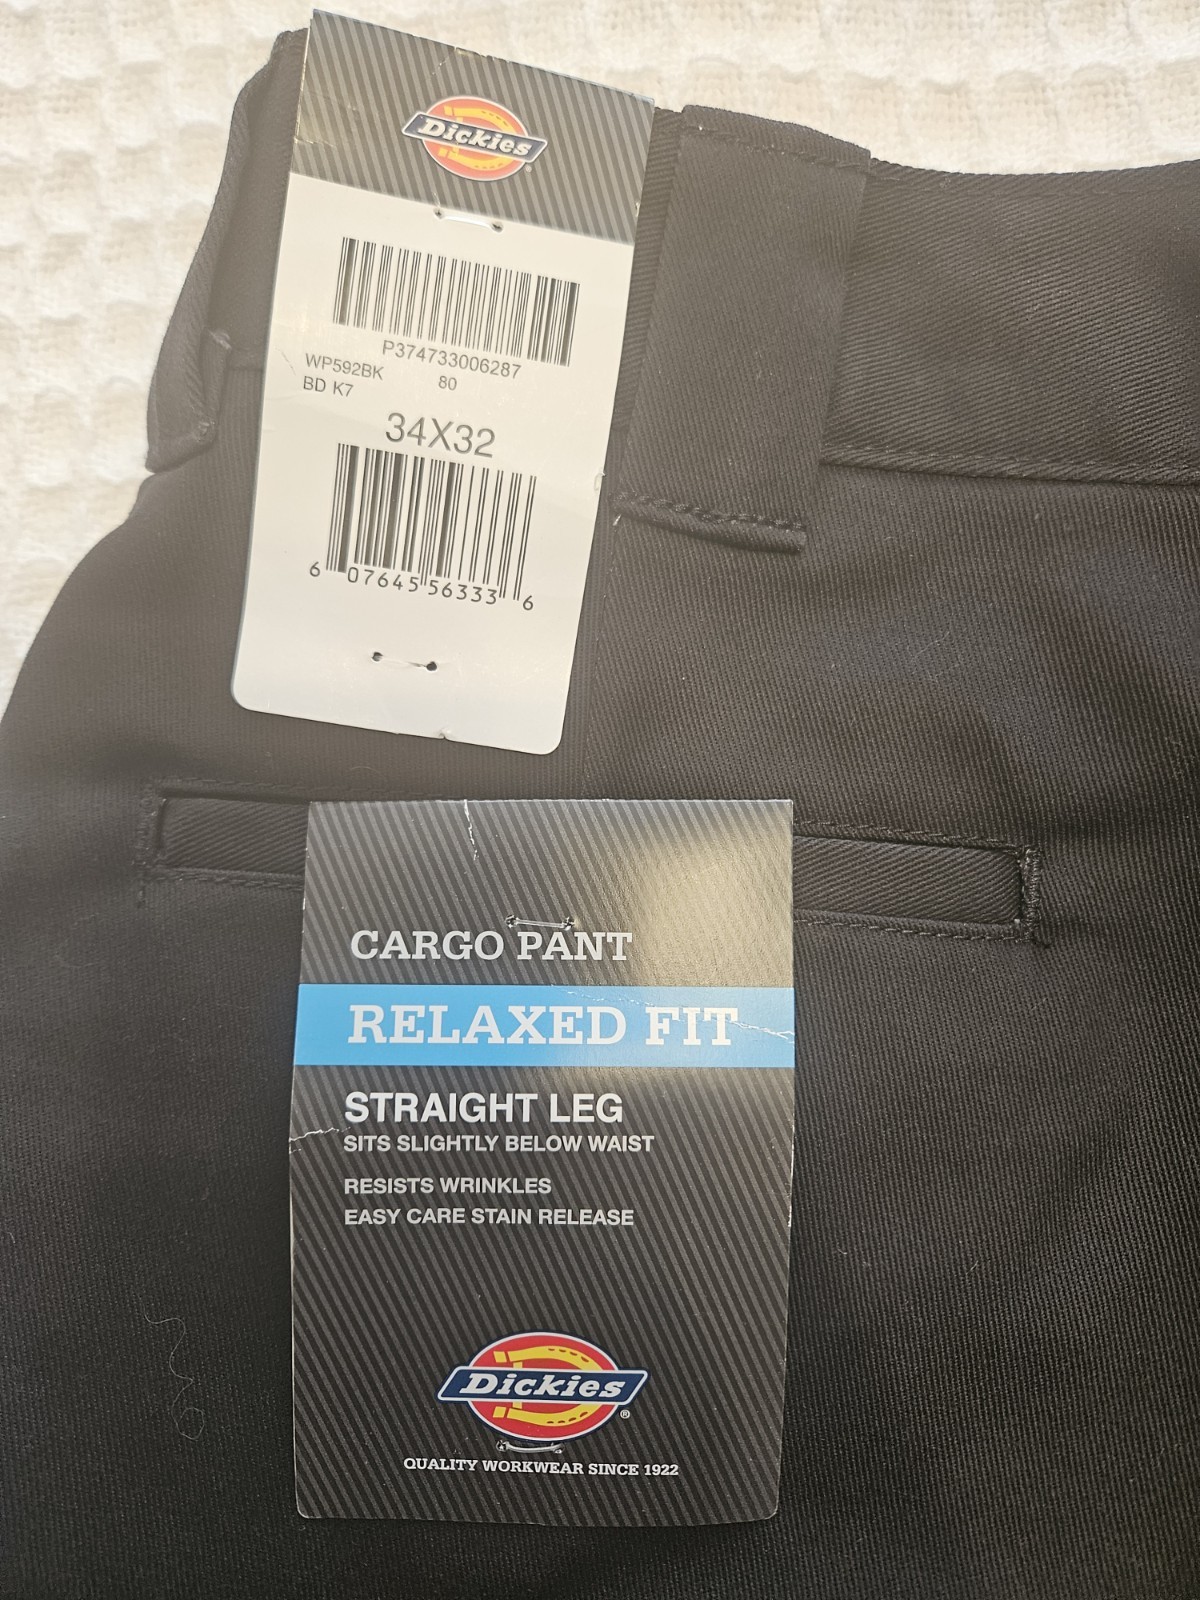 Dickies
P374733006287
WP592BK 80
BD K7
34X32
6 07645 56333 6
CARGO PANT
RELAXED FIT
STRAIGHT LEG
SITS SLIGHTLY BELOW WAIST
RESISTS WRINKLES
EASY CARE STAIN RELEASE
Dickies®
QUALITY WORKWEAR SINCE 1922